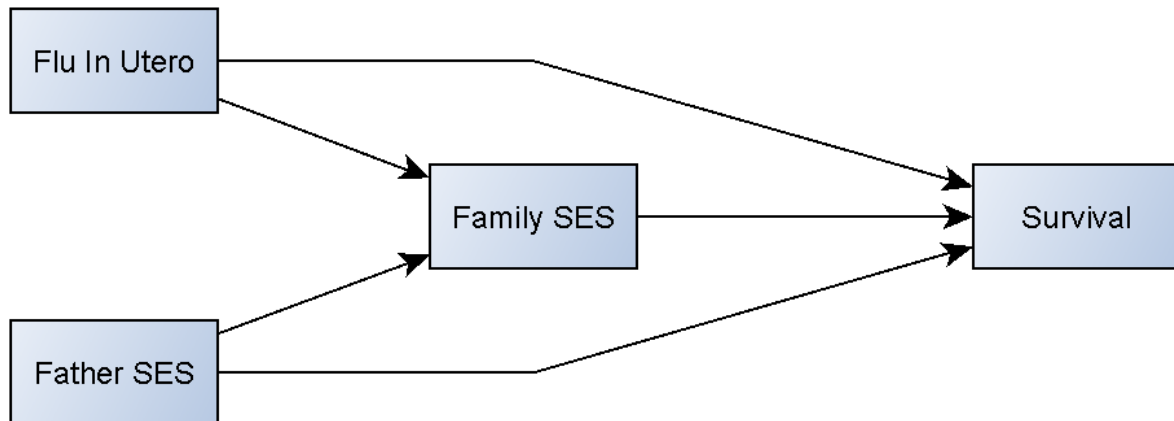 Flu In Utero
Family SES
Survival
Father SES